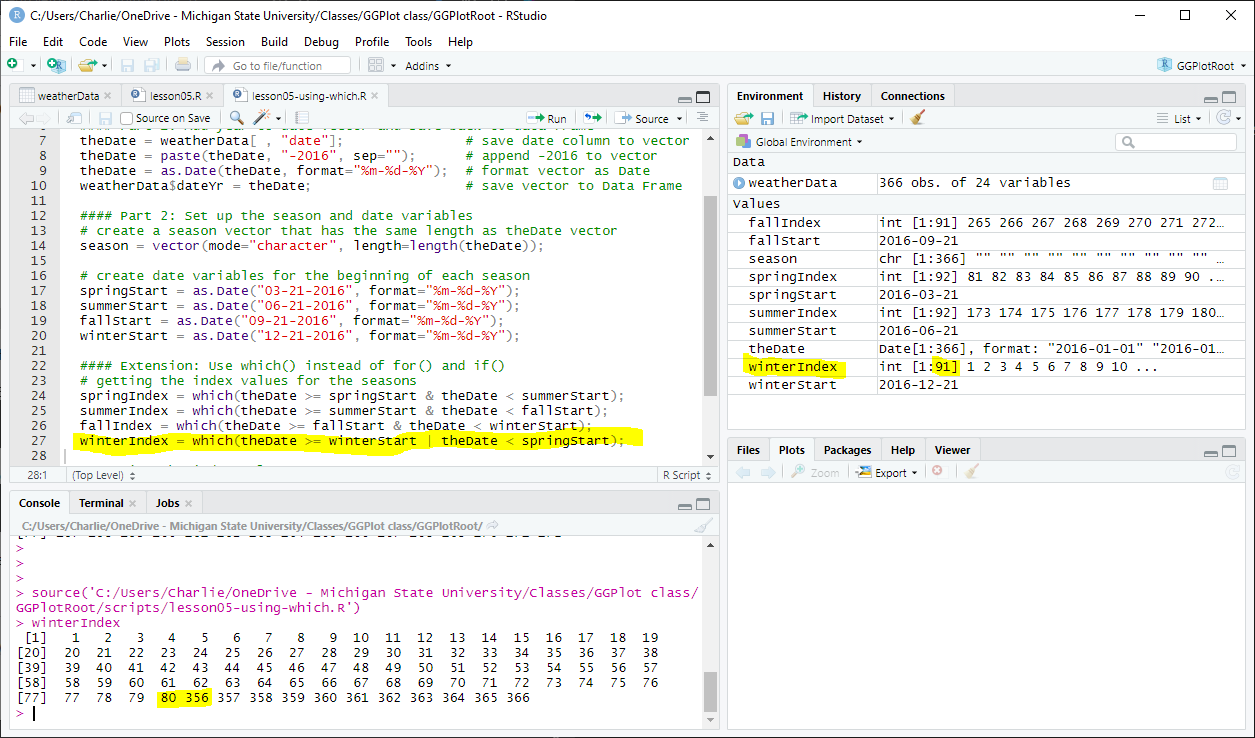 C:/Users/Charlie/OneDrive - Michigan State University/Classes/GGPlot class/GGPlotRoot - RStudio
File Edit Code View Plots Session Build Debug Profile Tools Help
Go to file/function
Addins
GGPlotRoot
weatherData
lesson05.R
lesson05-using-which.R
Source on Save
Run
Source
7 theDate = weatherData[ , "date"]; # save date column to vector
8 theDate = paste(theDate, "-2016", sep=""); # append -2016 to vector
9 theDate = as.Date(theDate, format="%m-%d-%Y"); # format vector as Date
10 weatherData$dateYr = theDate; # save vector to Data Frame
11
12 #### Part 2: Set up the season and date variables
13 # create a season vector that has the same length as theDate vector
14 season = vector(mode="character", length=length(theDate));
15
16 # create date variables for the beginning of each season
17 springStart = as.Date("03-21-2016", format="%m-%d-%Y");
18 summerStart = as.Date("06-21-2016", format="%m-%d-%Y");
19 fallStart = as.Date("09-21-2016", format="%m-%d-%Y");
20 winterStart = as.Date("12-21-2016", format="%m-%d-%Y");
21
22 #### Extension: Use which() instead of for() and if()
23 # getting the index values for the seasons
24 springIndex = which(theDate >= springStart & theDate < summerStart);
25 summerIndex = which(theDate >= summerStart & theDate < fallStart);
26 fallIndex = which(theDate >= fallStart & theDate < winterStart);
27 winterIndex = which(theDate >= winterStart | theDate < springStart);
28
28:1 (Top Level) R Script
Console Terminal Jobs
C:/Users/Charlie/OneDrive - Michigan State University/Classes/GGPlot class/GGPlotRoot/
>
>
>
> source('C:/Users/Charlie/OneDrive - Michigan State University/Classes/GGPlot class/
GGPlotRoot/scripts/lesson05-using-which.R')
> winterIndex
[1] 1 2 3 4 5 6 7 8 9 10 11 12 13 14 15 16 17 18 19
[20] 20 21 22 23 24 25 26 27 28 29 30 31 32 33 34 35 36 37 38
[39] 39 40 41 42 43 44 45 46 47 48 49 50 51 52 53 54 55 56 57
[58] 58 59 60 61 62 63 64 65 66 67 68 69 70 71 72 73 74 75 76
[77] 77 78 79 80 356 357 358 359 360 361 362 363 364 365 366
>
Environment History Connections
Import Dataset
List
Global Environment
Data
weatherData 366 obs. of 24 variables
Values
fallIndex int [1:91] 265 266 267 268 269 270 271 272…
fallStart 2016-09-21
season chr [1:366] "" "" "" "" "" "" "" "" "" "" ...
springIndex int [1:92] 81 82 83 84 85 86 87 88 89 90 ...
springStart 2016-03-21
summerIndex int [1:92] 173 174 175 176 177 178 179 180…
summerStart 2016-06-21
theDate Date[1:366], format: "2016-01-01" "2016-01…
winterIndex int [1:91] 1 2 3 4 5 6 7 8 9 10 ...
winterStart 2016-12-21
Files Plots Packages Help Viewer
Zoom
Export